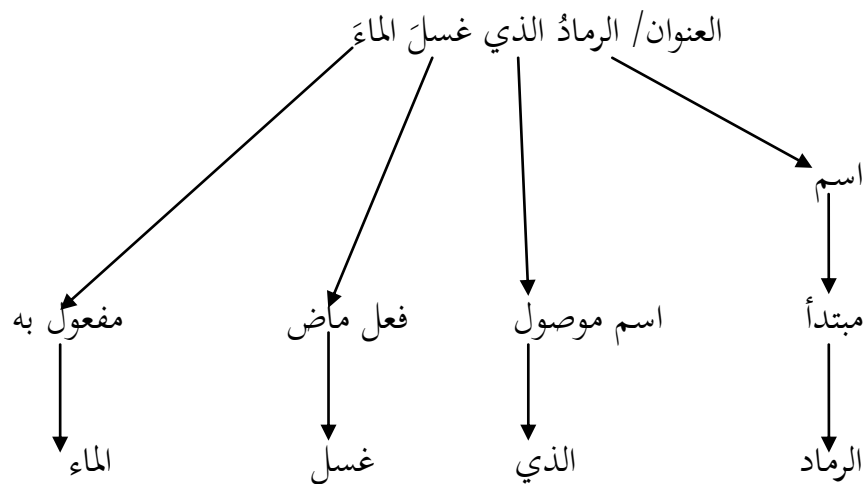 العنوان/ الرمادُ الذي غسلَ الماءَ
اسم
مبتدأ اسم موصول فعل ماض مفعول به
الرماد الذي غسل الماء